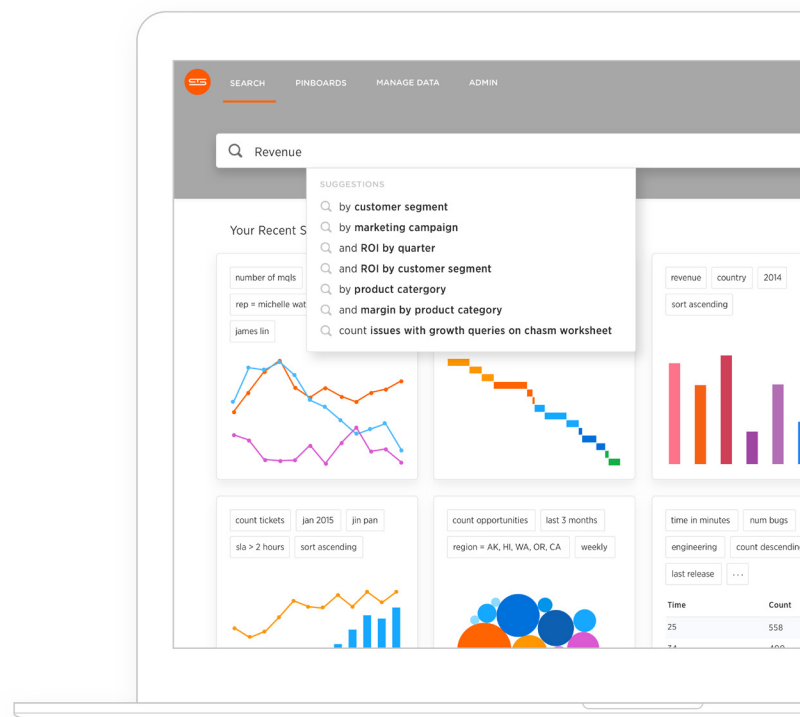 STS
SEARCH PINBOARDS MANAGE DATA ADMIN
Revenue
SUGGESTIONS
by customer segment
by marketing campaign
and ROI by quarter
and ROI by customer segment
by product catergory
and margin by product category
count issues with growth queries on chasm worksheet
Your Recent S
number of mqls
rep = michelle wat
james lin
revenue country 2014
sort ascending
count tickets jan 2015 jin pan
sla > 2 hours sort ascending
count opportunities last 3 months
region = AK, HI, WA, OR, CA weekly
time in minutes num bugs
engineering count descendin
last release ...
Time Count
25 558